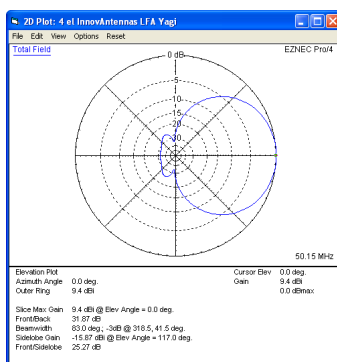 2D Plot: 4 el InnovAntennas LFA Yagi
File Edit View Options Reset
Total Field
EZNEC Pro/4
0 dB
-5
-10
-15
-20
-30
50.15 MHz
Elevation Plot
Azimuth Angle 0.0 deg.
Outer Ring 9.4 dBi
Cursor Elev 0.0 deg.
Gain 9.4 dBi
0.0 dBmax
Slice Max Gain 9.4 dBi @ Elev Angle = 0.0 deg.
Front/Back 31.87 dB
Beamwidth 83.0 deg.; -3dB @ 318.5, 41.5 deg.
Sidelobe Gain -15.87 dBi @ Elev Angle = 117.0 deg.
Front/Sidelobe 25.27 dB